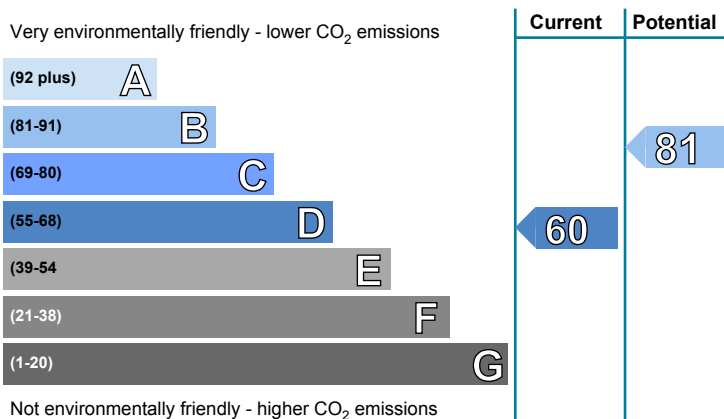 Very environmentally friendly - lower CO2 emissions
Current Potential
(92 plus) A
(81-91) B
(69-80) C
81
(55-68) D
60
(39-54 E
(21-38) F
(1-20) G
Not environmentally friendly - higher CO2 emissions